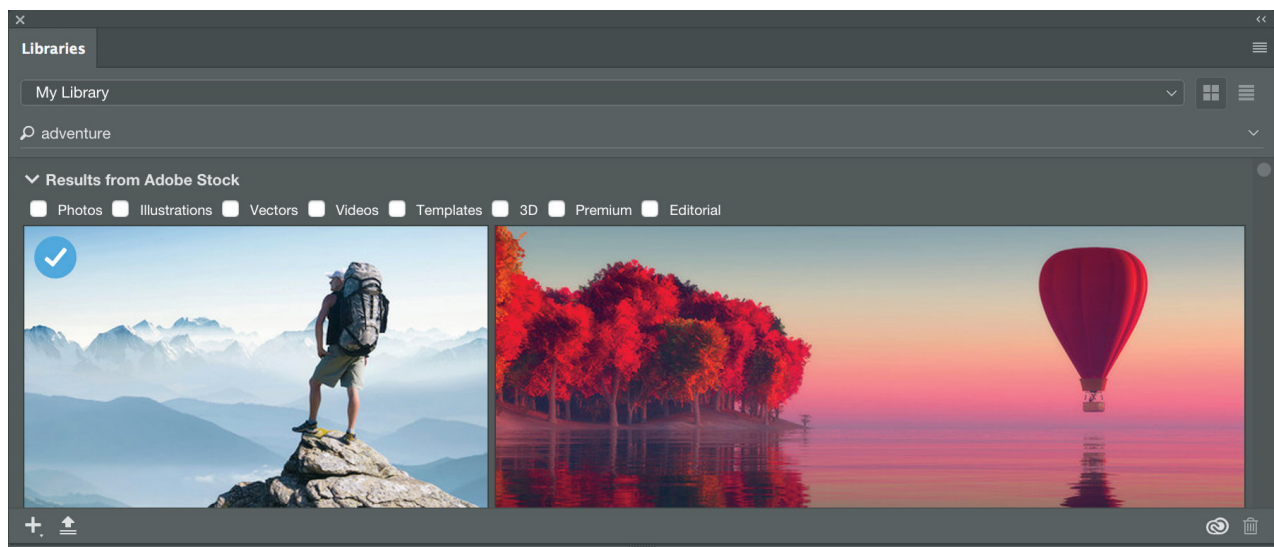 Libraries
My Library
adventure
Results from Adobe Stock
Photos Illustrations Vectors Videos Templates 3D Premium Editorial